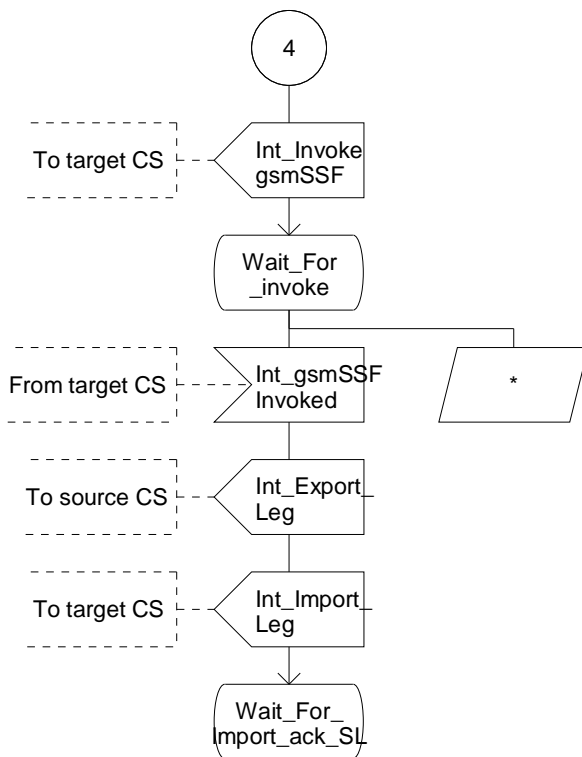 4
To target CS
Int_Invoke
gsmSSF
Wait_For
_invoke
From target CS
Int_gsmSSF
Invoked
*
To source CS
Int_Export_
Leg
To target CS
Int_Import_
Leg
Wait_For_
Import_ack_SL